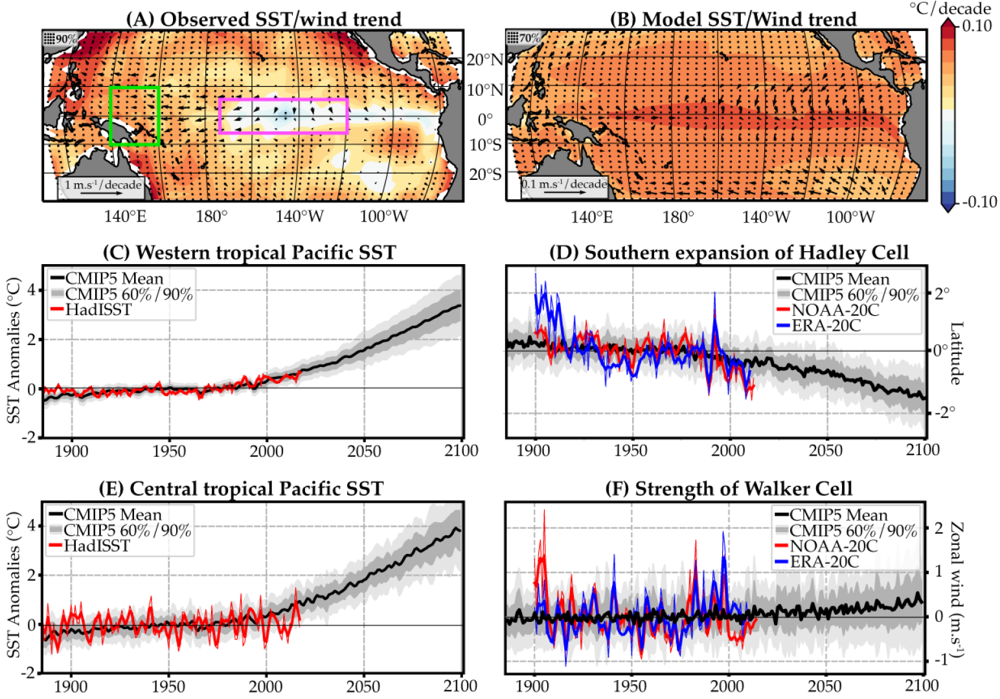 (A) Observed SST/wind trend
(B) Model SST/Wind trend
°C/decade
90%
70%
0.10
-0.10
20°N
10°N
0°
10°S
20°S
1 m.s⁻¹/decade
0.1 m.s⁻¹/decade
140°E 180° 140°W 100°W
140°E 180° 140°W 100°W
(C) Western tropical Pacific SST
SST Anomalies (°C)
4
2
0
-2
CMIP5 Mean
CMIP5 60%/90%
HadISST
1900 1950 2000 2050 2100
(D) Southern expansion of Hadley Cell
CMIP5 Mean
CMIP5 60%/90%
NOAA-20C
ERA-20C
2°
0°
-2°
Latitude
1900 1950 2000 2050 2100
(E) Central tropical Pacific SST
SST Anomalies (°C)
4
2
0
-2
CMIP5 Mean
CMIP5 60%/90%
HadISST
1900 1950 2000 2050 2100
(F) Strength of Walker Cell
CMIP5 Mean
CMIP5 60%/90%
NOAA-20C
ERA-20C
2
1
0
-1
Zonal wind (m.s⁻¹)
1900 1950 2000 2050 2100